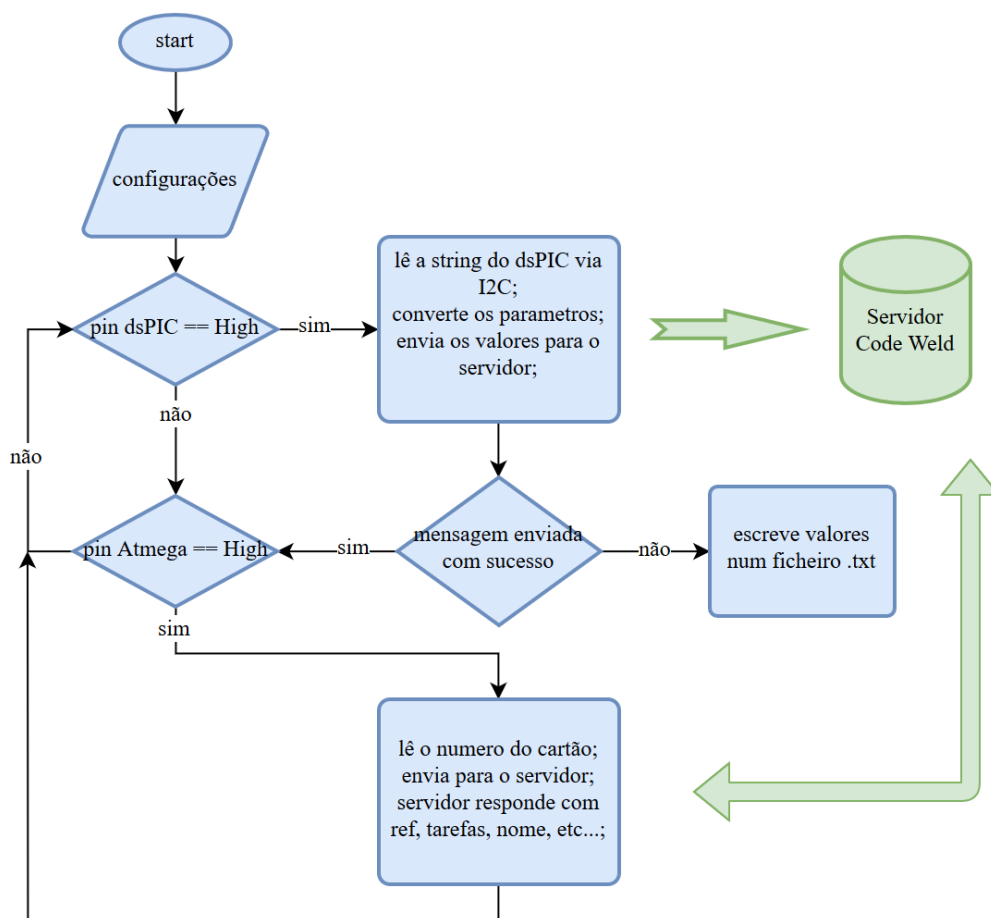 start
configurações
pin dsPIC == High
sim
lê a string do dsPIC via
I2C;
converte os parametros;
envia os valores para o
servidor;
Servidor
Code Weld
não
não
pin Atmega == High
sim
mensagem enviada
com sucesso
não
escreve valores
num ficheiro .txt
sim
lê o numero do cartão;
envia para o servidor;
servidor responde com
ref, tarefas, nome, etc...;